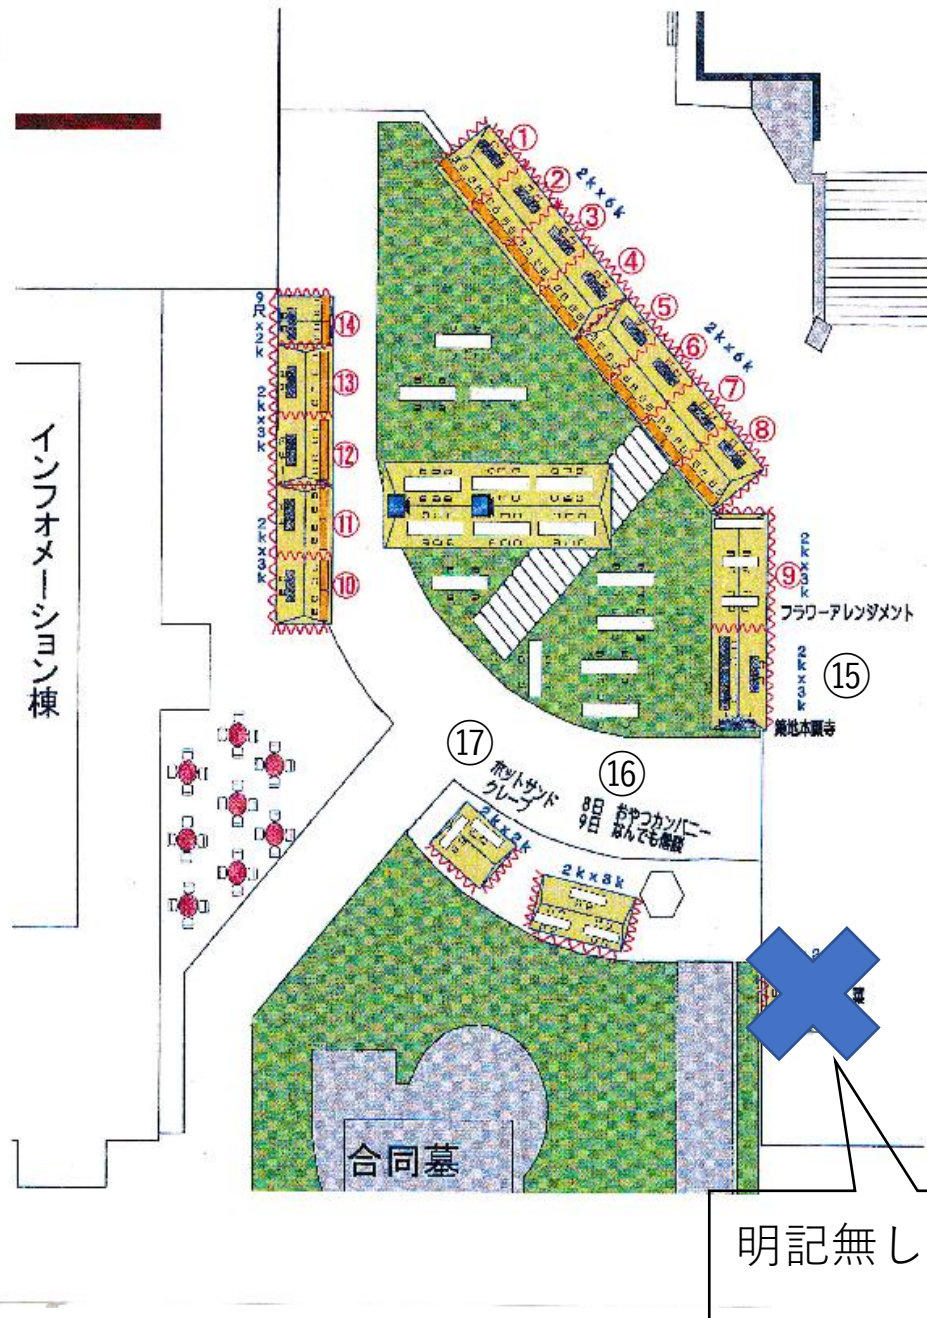 ①
②
2k×6k
③
④
⑤
⑥
2k×6k
⑦
⑧
9尺×2k
⑭
⑬
2k×3k
⑫
⑪
2k×3k
⑩
インフオメーション棟
⑨
2k×3k
フラワーアレンジメント
2k×3k
⑮
築地本願寺
⑰
ホットサンド
クレープ
2k×2k
⑯
8日 おやつカンパニー
9日 なんでも相談
2k×3k
合同墓
明記無し